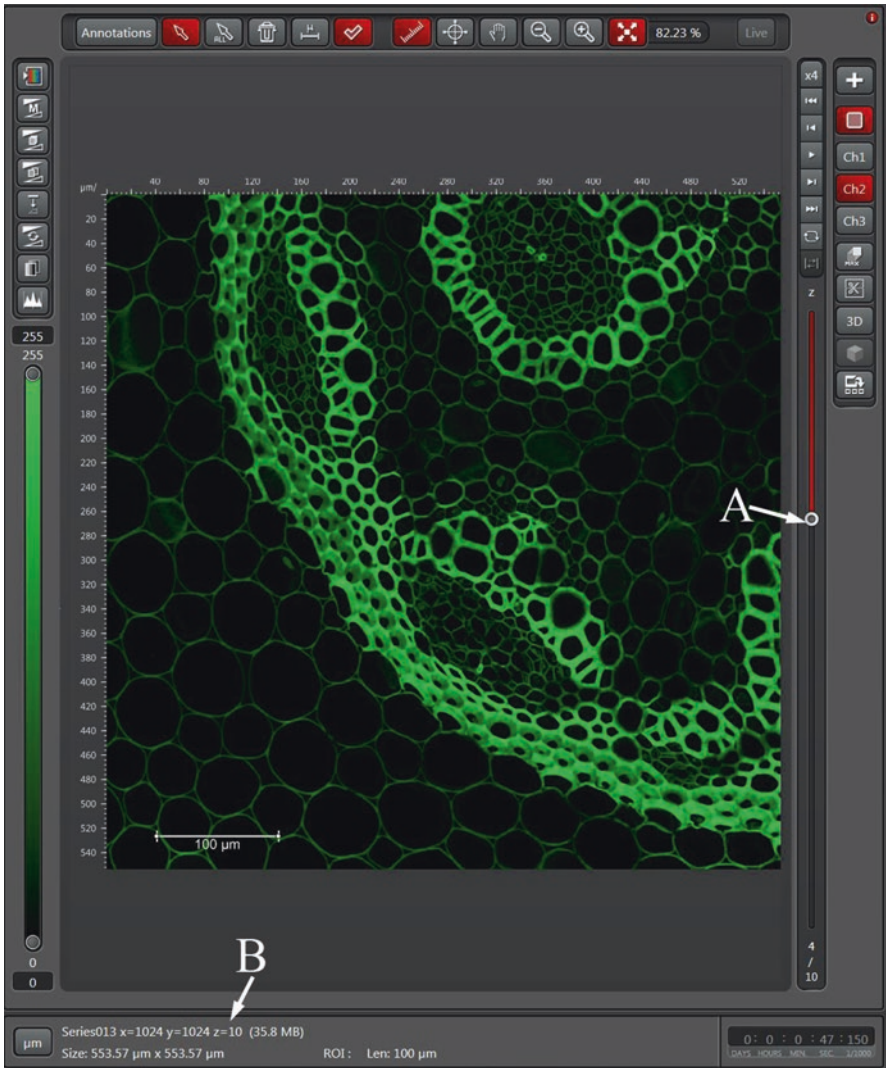 Annotations ALL H 82.23 % Live
M
255
255
0
0
µm/ 40 80 120 160 200 240 280 320 360 400 440 480 520
20
40
60
80
100
120
140
160
180
200
220
240
260
280
300
320
340
360
380
400
420
440
460
480
500
520
540
100 µm
A
B
x4
z
4
/
10
Ch1
Ch2
Ch3
MAX
3D
µm
Series013 x=1024 y=1024 z=10 (35.8 MB)
Size: 553.57 µm x 553.57 µm ROI : Len: 100 µm
0: 0 : 0 : 47 : 150
DAYS HOURS MIN. SEC. 1/1000